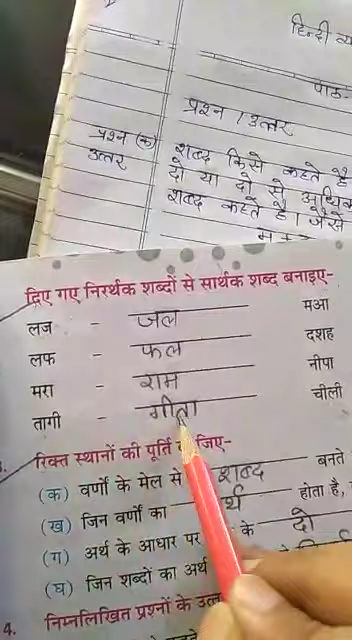 हिन्दी व्या
पाठ-
प्रश्न / उत्तर
प्रश्न (क) शब्द किसे कहते है
उत्तर दो या दो से अधिक
शब्द कहते है। जैसे
दिए गए निरर्थक शब्दों से सार्थक शब्द बनाइए-
लज - जल मआ
लफ - फल दशह
मरा - राम नीपा
तागी - गीता चीली
रिक्त स्थानों की पूर्ति कीजिए-
(क) वर्णों के मेल से शब्द बनते
(ख) जिन वर्णों का र्थ होता है,
(ग) अर्थ के आधार पर के दो
(घ) जिन शब्दों का अर्थ
4. निम्नलिखित प्रश्नों के उत्त